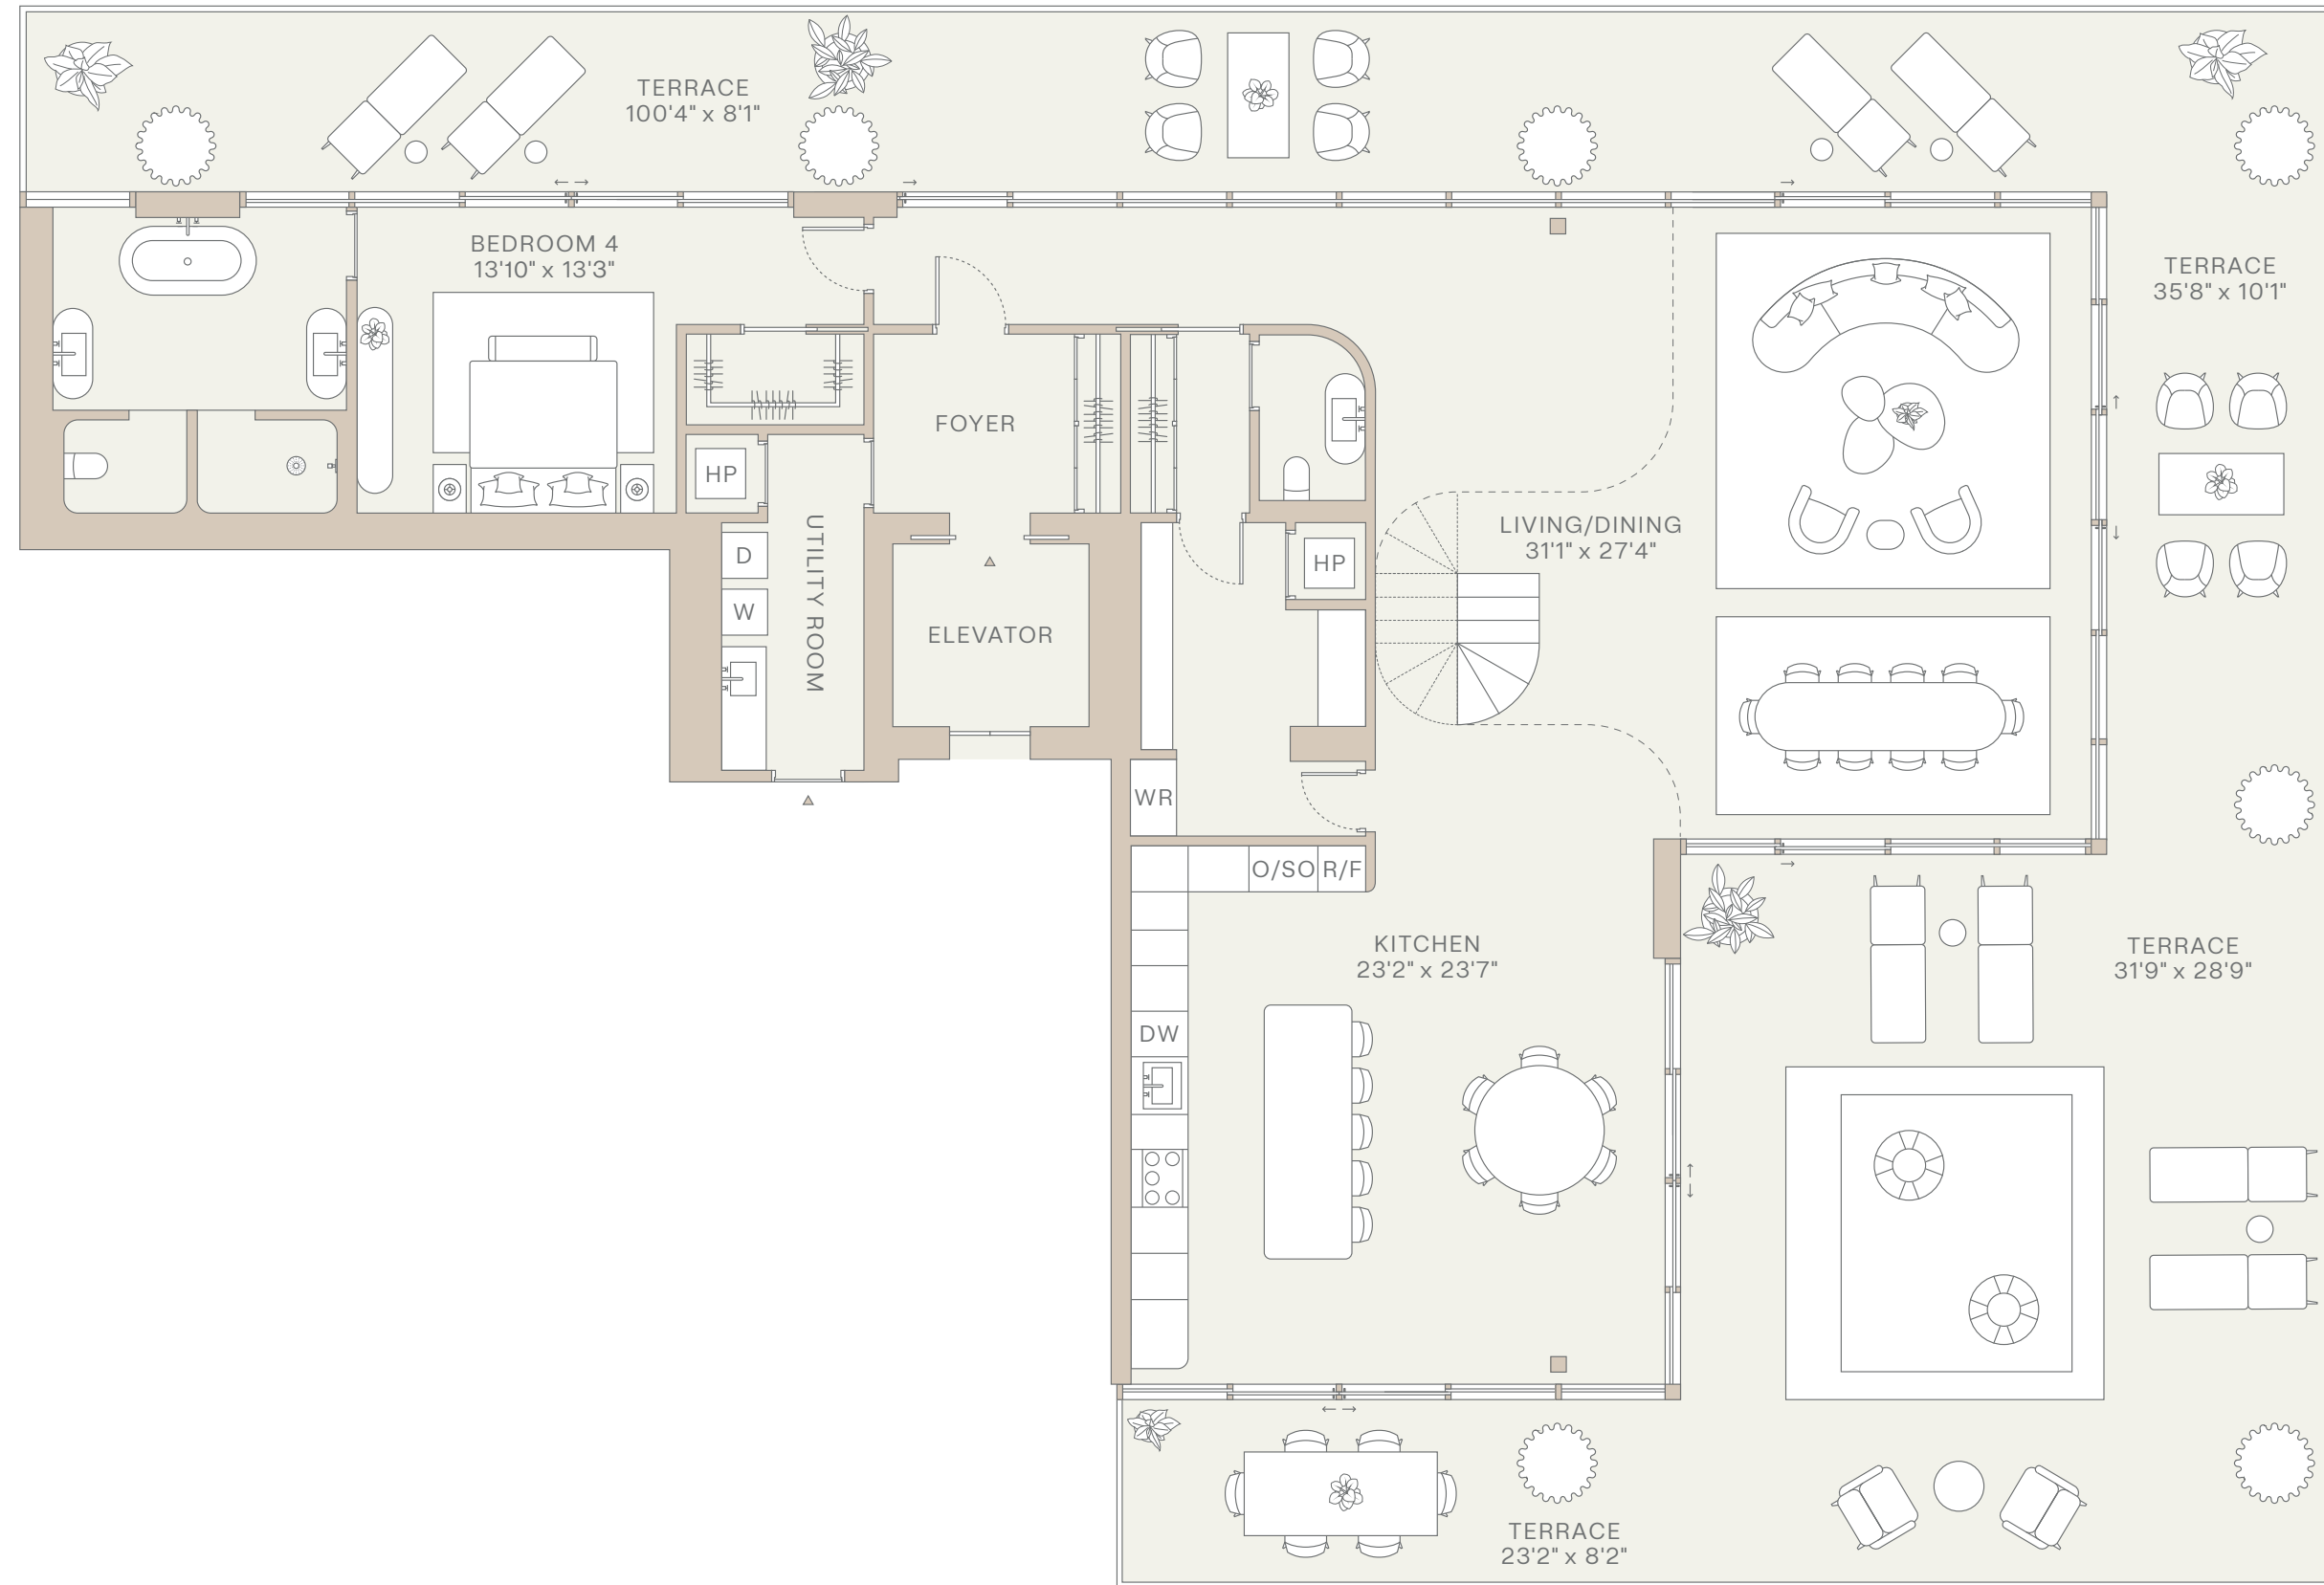 TERRACE
100'4" x 8'1"
BEDROOM 4
13'10" x 13'3"
TERRACE
35'8" x 10'1"
FOYER
HP
LIVING/DINING
31'1" x 27'4"
D
HP
W
UTILITY ROOM
ELEVATOR
WR
O/SO
R/F
KITCHEN
23'2" x 23'7"
TERRACE
31'9" x 28'9"
DW
TERRACE
23'2" x 8'2"